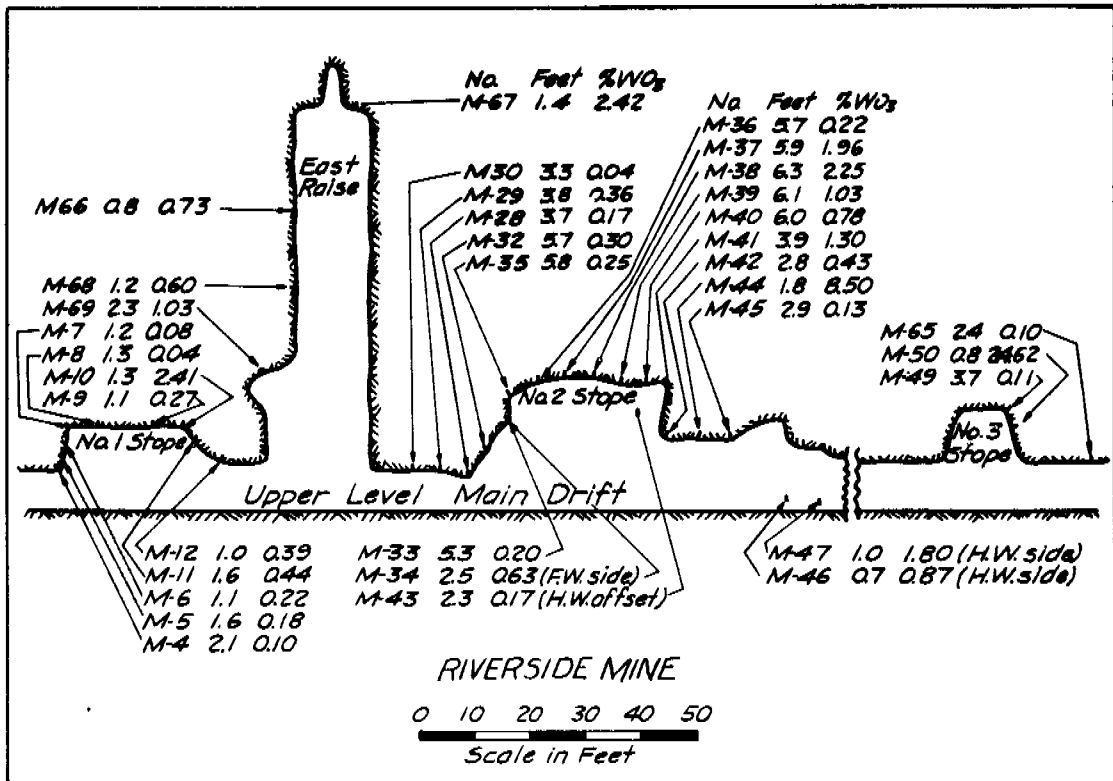 No. Feet %WO₃
M-67 1.4 2.42
East
Raise
M66 0.8 0.73
M-68 1.2 0.60
M-69 2.3 1.03
M-7 1.2 0.08
M-8 1.3 0.04
M-10 1.3 2.41
M-9 1.1 0.27
No. 1 Stope
M30 3.3 0.04
M-29 3.8 0.36
M-28 3.7 0.17
M-32 5.7 0.30
M-35 5.8 0.25
No. Feet %WO₃
M-36 5.7 0.22
M-37 5.9 1.96
M-38 6.3 2.25
M-39 6.1 1.03
M-40 6.0 0.78
M-41 3.9 1.30
M-42 2.8 0.43
M-44 1.8 8.50
M-45 2.9 0.13
No. 2 Stope
M-65 2.4 0.10
M-50 0.8
M-49 3.7 0.11
No. 3
Stope
Upper Level Main Drift
M-12 1.0 0.39
M-11 1.6 0.44
M-6 1.1 0.22
M-5 1.6 0.18
M-4 2.1 0.10
M-33 5.3 0.20
M-34 2.5 0.63 (F.W. side)
M-43 2.3 0.17 (H.W. offset)
M-47 1.0 1.80 (H.W. side)
M-46 0.7 0.87 (H.W. side)
RIVERSIDE MINE
0 10 20 30 40 50
Scale in Feet